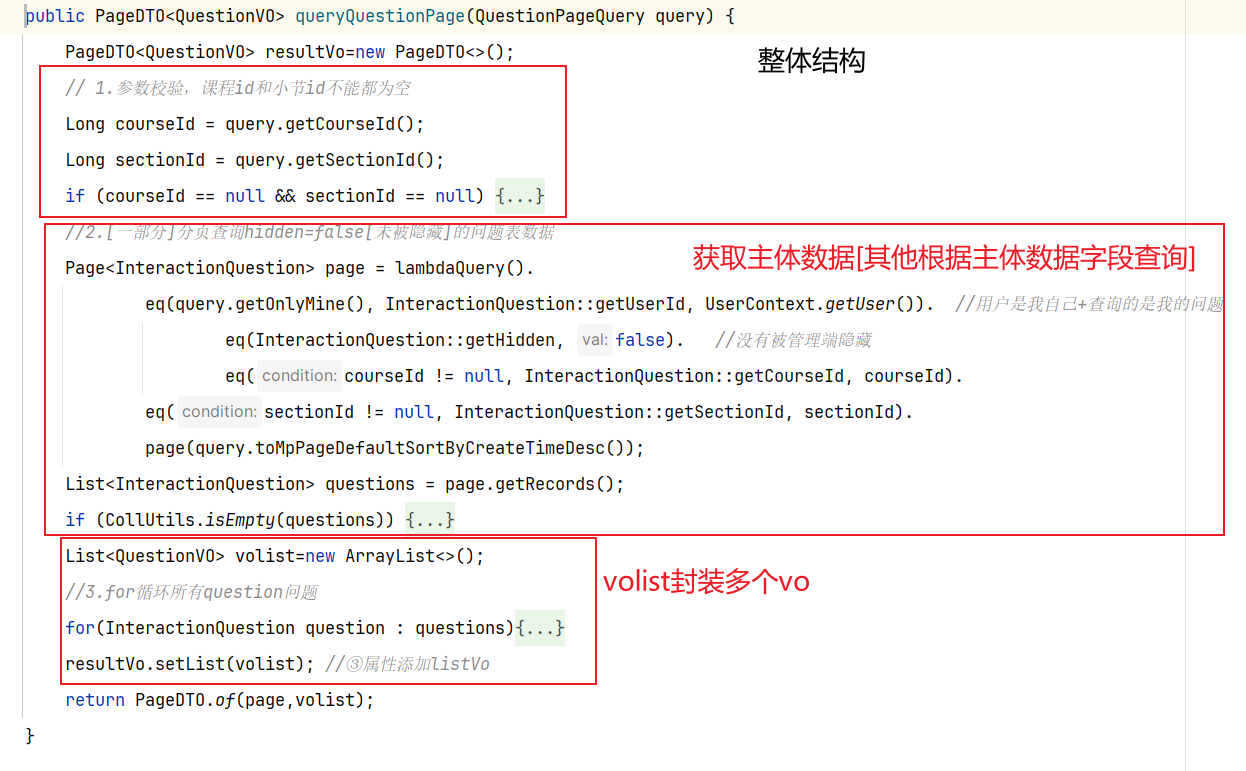 public PageDTO<QuestionVO> queryQuestionPage(QuestionPageQuery query) {
PageDTO<QuestionVO> resultVo=new PageDTO<>();
整体结构
// 1.参数校验，课程id和小节id不能都为空
Long courseId = query.getCourseId();
Long sectionId = query.getSectionId();
if (courseId == null && sectionId == null) {...}
//2.[一部分]分页查询hidden=false[未被隐藏]的问题表数据
获取主体数据[其他根据主体数据字段查询]
Page<InteractionQuestion> page = lambdaQuery().
eq(query.getOnlyMine(), InteractionQuestion::getUserId, UserContext.getUser()). //用户是我自己+查询的是我的问题
eq(InteractionQuestion::getHidden, val: false). //没有被管理端隐藏
eq( condition: courseId != null, InteractionQuestion::getCourseId, courseId).
eq( condition: sectionId != null, InteractionQuestion::getSectionId, sectionId).
page(query.toMpPageDefaultSortByCreateTimeDesc());
List<InteractionQuestion> questions = page.getRecords();
if (CollUtils.isEmpty(questions)) {...}
List<QuestionVO> volist=new ArrayList<>();
volist封装多个vo
//3.for循环所有question问题
for(InteractionQuestion question : questions){...}
resultVo.setList(volist); //③属性添加listVo
return PageDTO.of(page,volist);
}